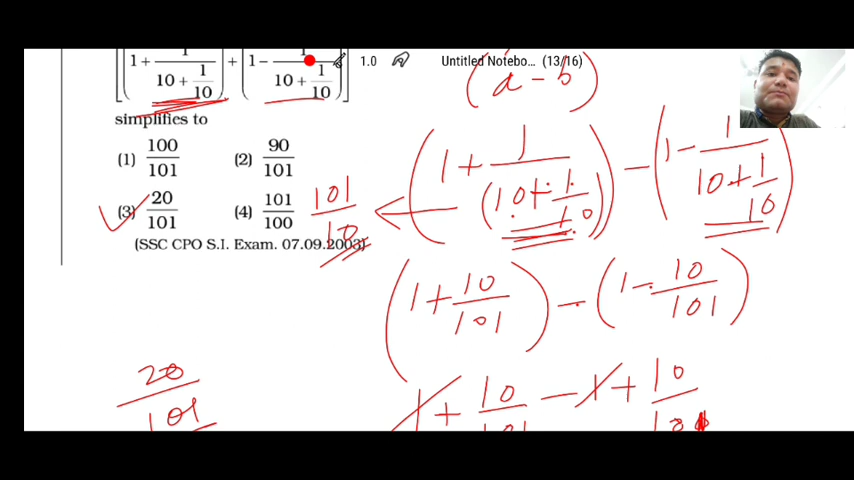 1.0 Untitled Notebo... (13/16)
[(1 + 1/(10 + 1/10)) + (1 − 1/(10 + 1/10))]
simplifies to
(1) 100/101 (2) 90/101
(3) 20/101 (4) 101/100
(SSC CPO S.I. Exam. 07.09.2003)
(a - b)
(1 + 1/(10 + 1/10)) - (1 - 1/(10 + 1/10))
101/10
(1 + 10/101) - (1 - 10/101)
1 + 10/101 - 1 + 10/101
20/101